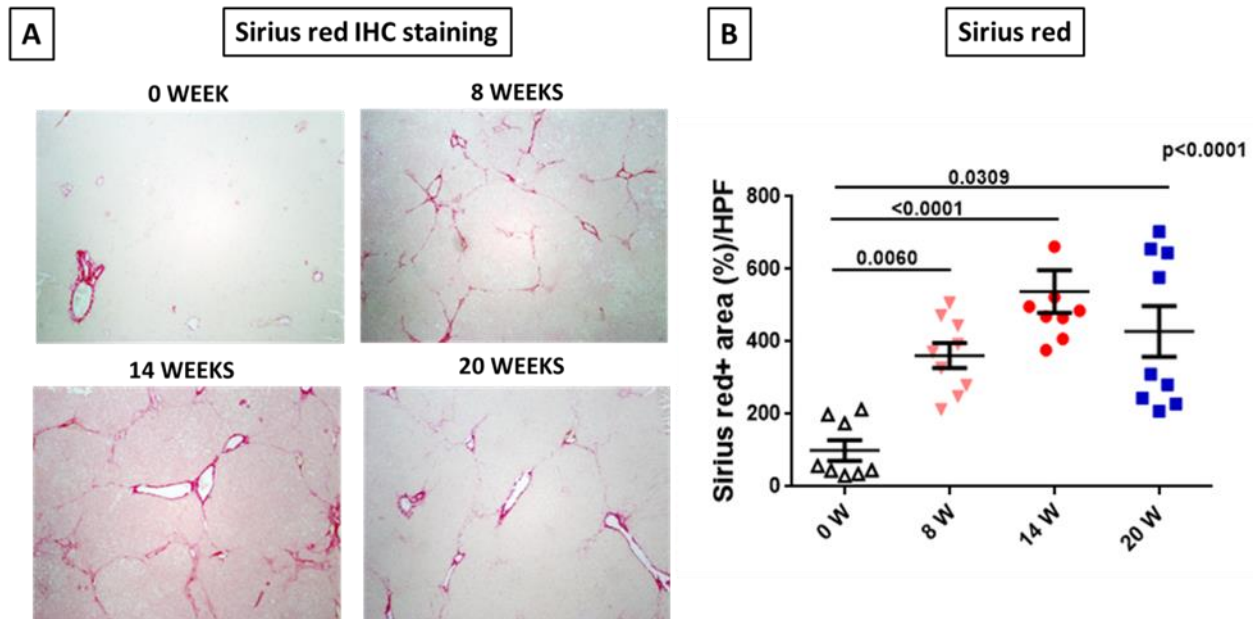 A
Sirius red IHC staining
0 WEEK
8 WEEKS
14 WEEKS
20 WEEKS
B
Sirius red
p<0.0001
0.0309
<0.0001
0.0060
Sirius red+ area (%)/HPF
800
600
400
200
0
0 W
8 W
14 W
20 W